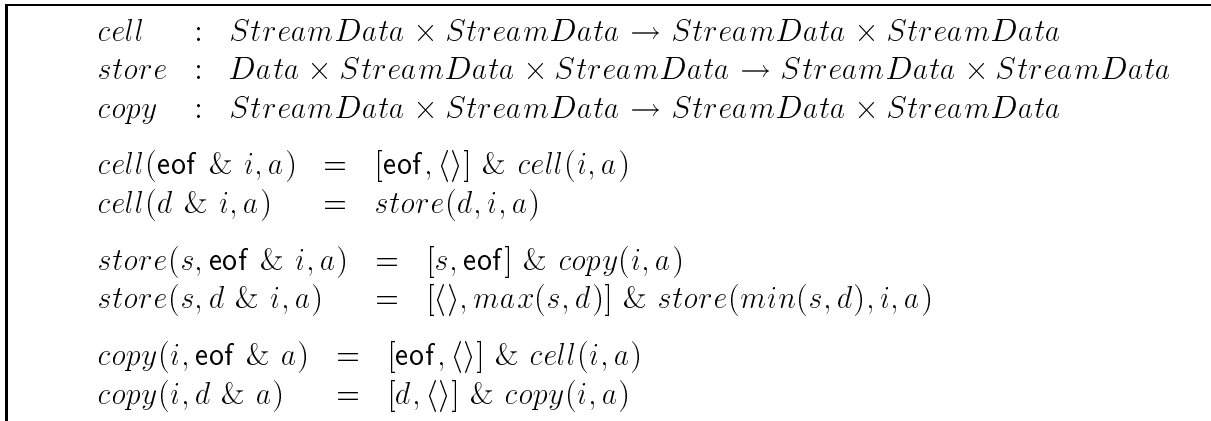 cell : StreamData × StreamData → StreamData × StreamData
store : Data × StreamData × StreamData → StreamData × StreamData
copy : StreamData × StreamData → StreamData × StreamData
cell(eof & i, a) = [eof, ⟨⟩] & cell(i, a)
cell(d & i, a) = store(d, i, a)
store(s, eof & i, a) = [s, eof] & copy(i, a)
store(s, d & i, a) = [⟨⟩, max(s, d)] & store(min(s, d), i, a)
copy(i, eof & a) = [eof, ⟨⟩] & cell(i, a)
copy(i, d & a) = [d, ⟨⟩] & copy(i, a)